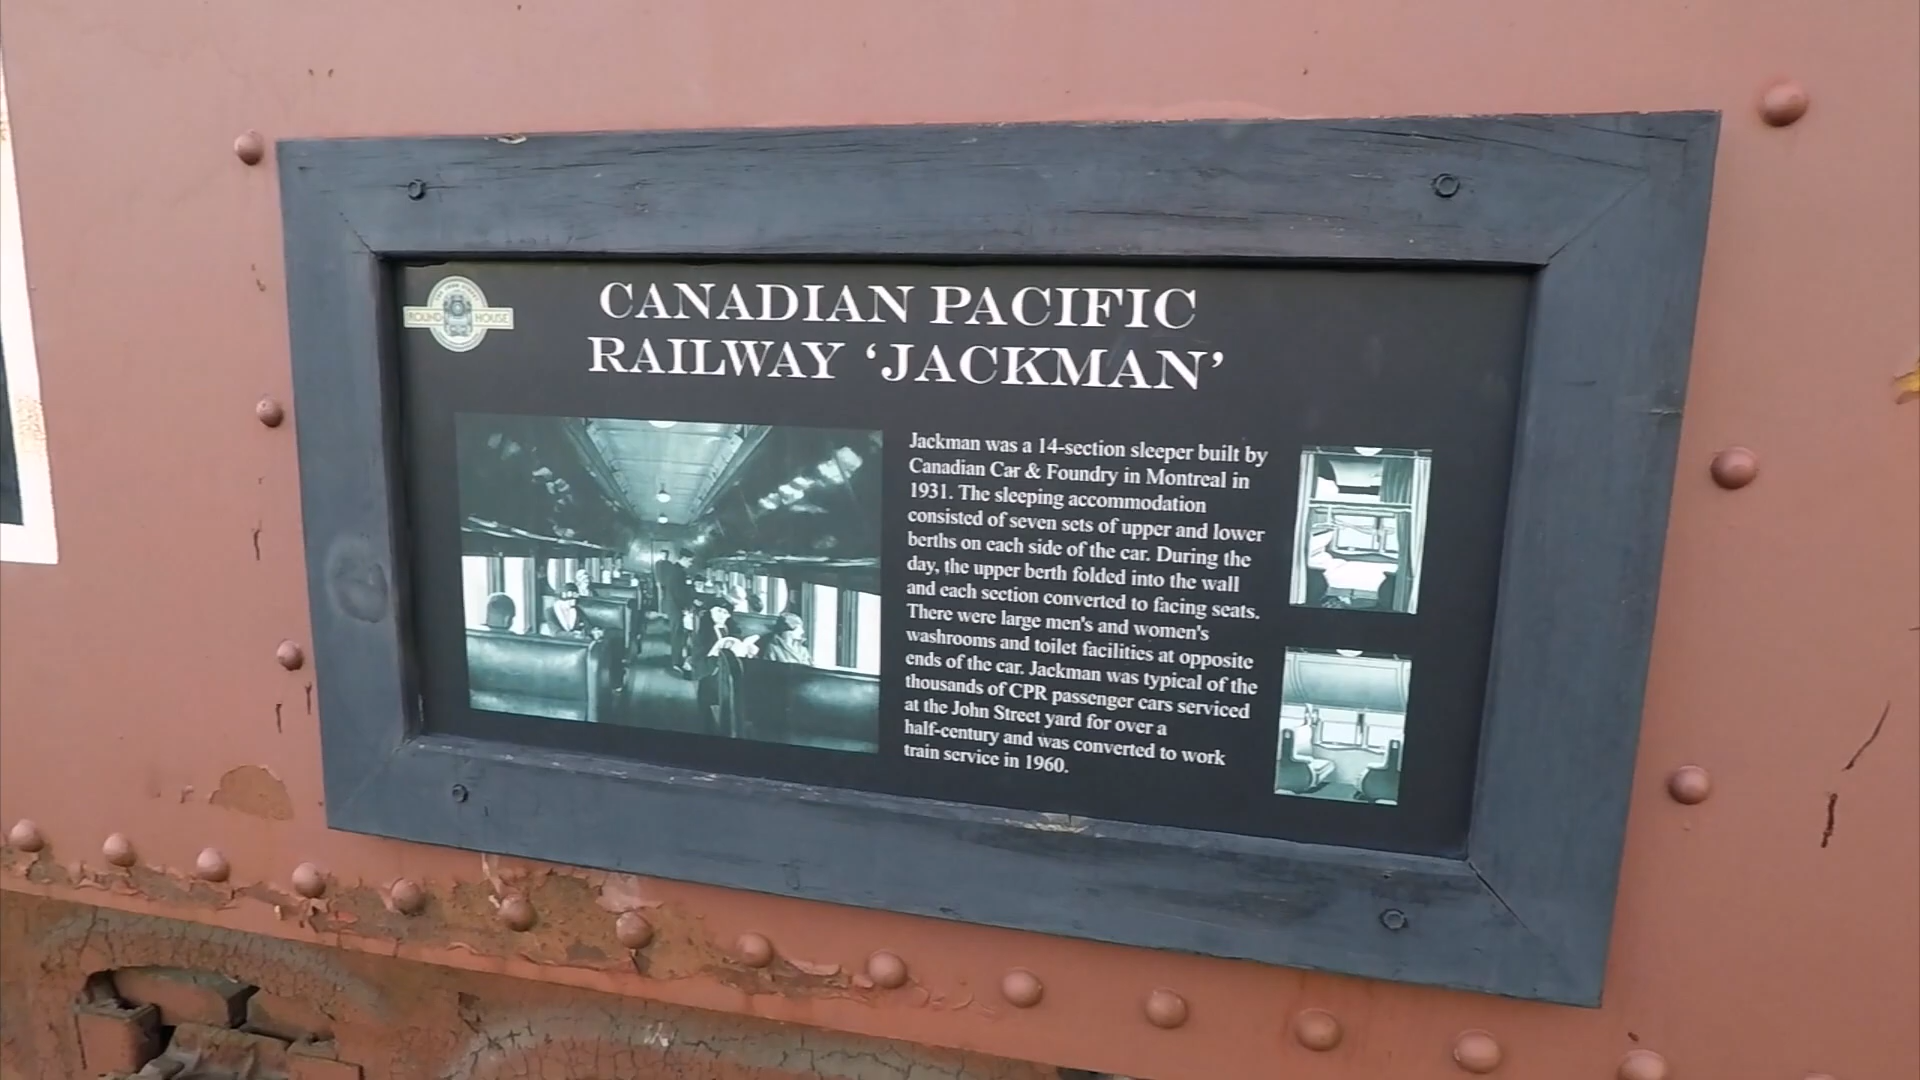 ROUND HOUSE
CANADIAN PACIFIC
RAILWAY ‘JACKMAN’
Jackman was a 14-section sleeper built by
Canadian Car & Foundry in Montreal in
1931. The sleeping accommodation
consisted of seven sets of upper and lower
berths on each side of the car. During the
day, the upper berth folded into the wall
and each section converted to facing seats.
There were large men's and women's
washrooms and toilet facilities at opposite
ends of the car. Jackman was typical of the
thousands of CPR passenger cars serviced
at the John Street yard for over a
half-century and was converted to work
train service in 1960.